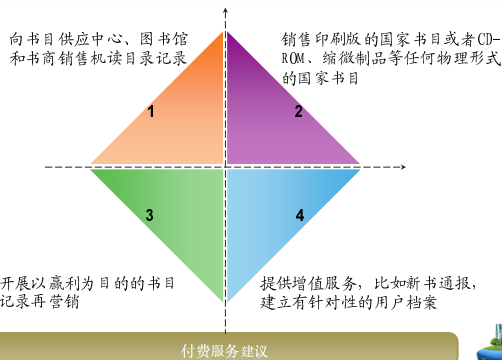 向书目供应中心、图书馆
和书商销售机读目录记录
销售印刷版的国家书目或者CD-
ROM、缩微制品等任何物理形式
的国家书目
1
2
3
4
开展以赢利为目的的书目
记录再营销
提供增值服务，比如新书通报，
建立有针对性的用户档案
付费服务建议